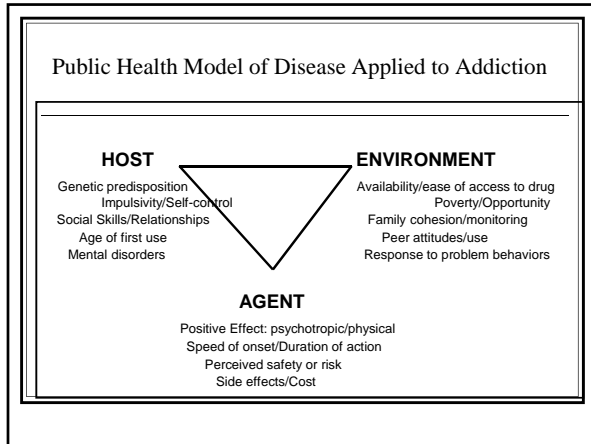 Public Health Model of Disease Applied to Addiction
HOST
Genetic predisposition
Impulsivity/Self-control
Social Skills/Relationships
Age of first use
Mental disorders
ENVIRONMENT
Availability/ease of access to drug
Poverty/Opportunity
Family cohesion/monitoring
Peer attitudes/use
Response to problem behaviors
AGENT
Positive Effect: psychotropic/physical
Speed of onset/Duration of action
Perceived safety or risk
Side effects/Cost